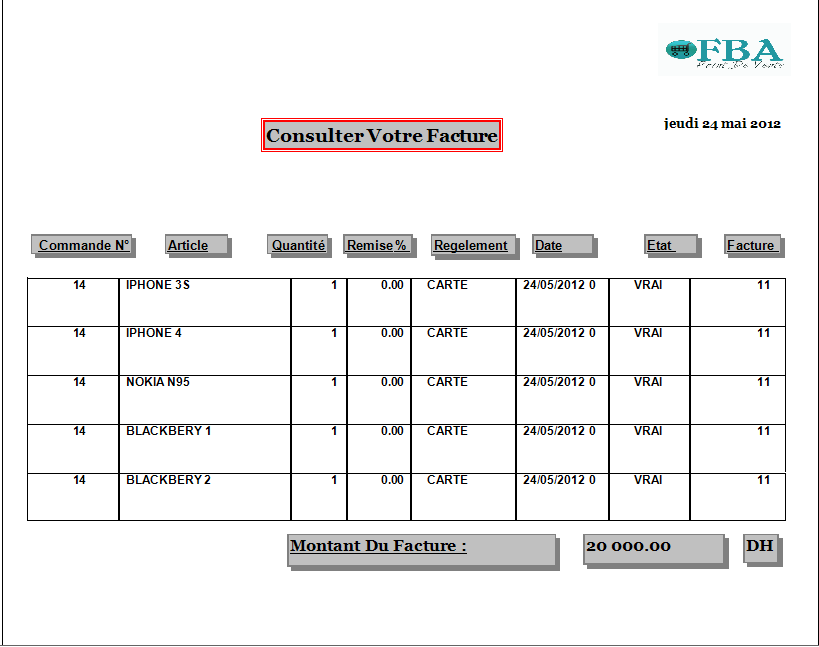 FBA
Point De Vente
jeudi 24 mai 2012
Consulter Votre Facture
Commande N° Article Quantité Remise% Regelement Date Etat Facture
14 IPHONE 3S 1 0.00 CARTE 24/05/2012 0 VRAI 11
14 IPHONE 4 1 0.00 CARTE 24/05/2012 0 VRAI 11
14 NOKIA N95 1 0.00 CARTE 24/05/2012 0 VRAI 11
14 BLACKBERY 1 1 0.00 CARTE 24/05/2012 0 VRAI 11
14 BLACKBERY 2 1 0.00 CARTE 24/05/2012 0 VRAI 11
Montant Du Facture : 20 000.00 DH